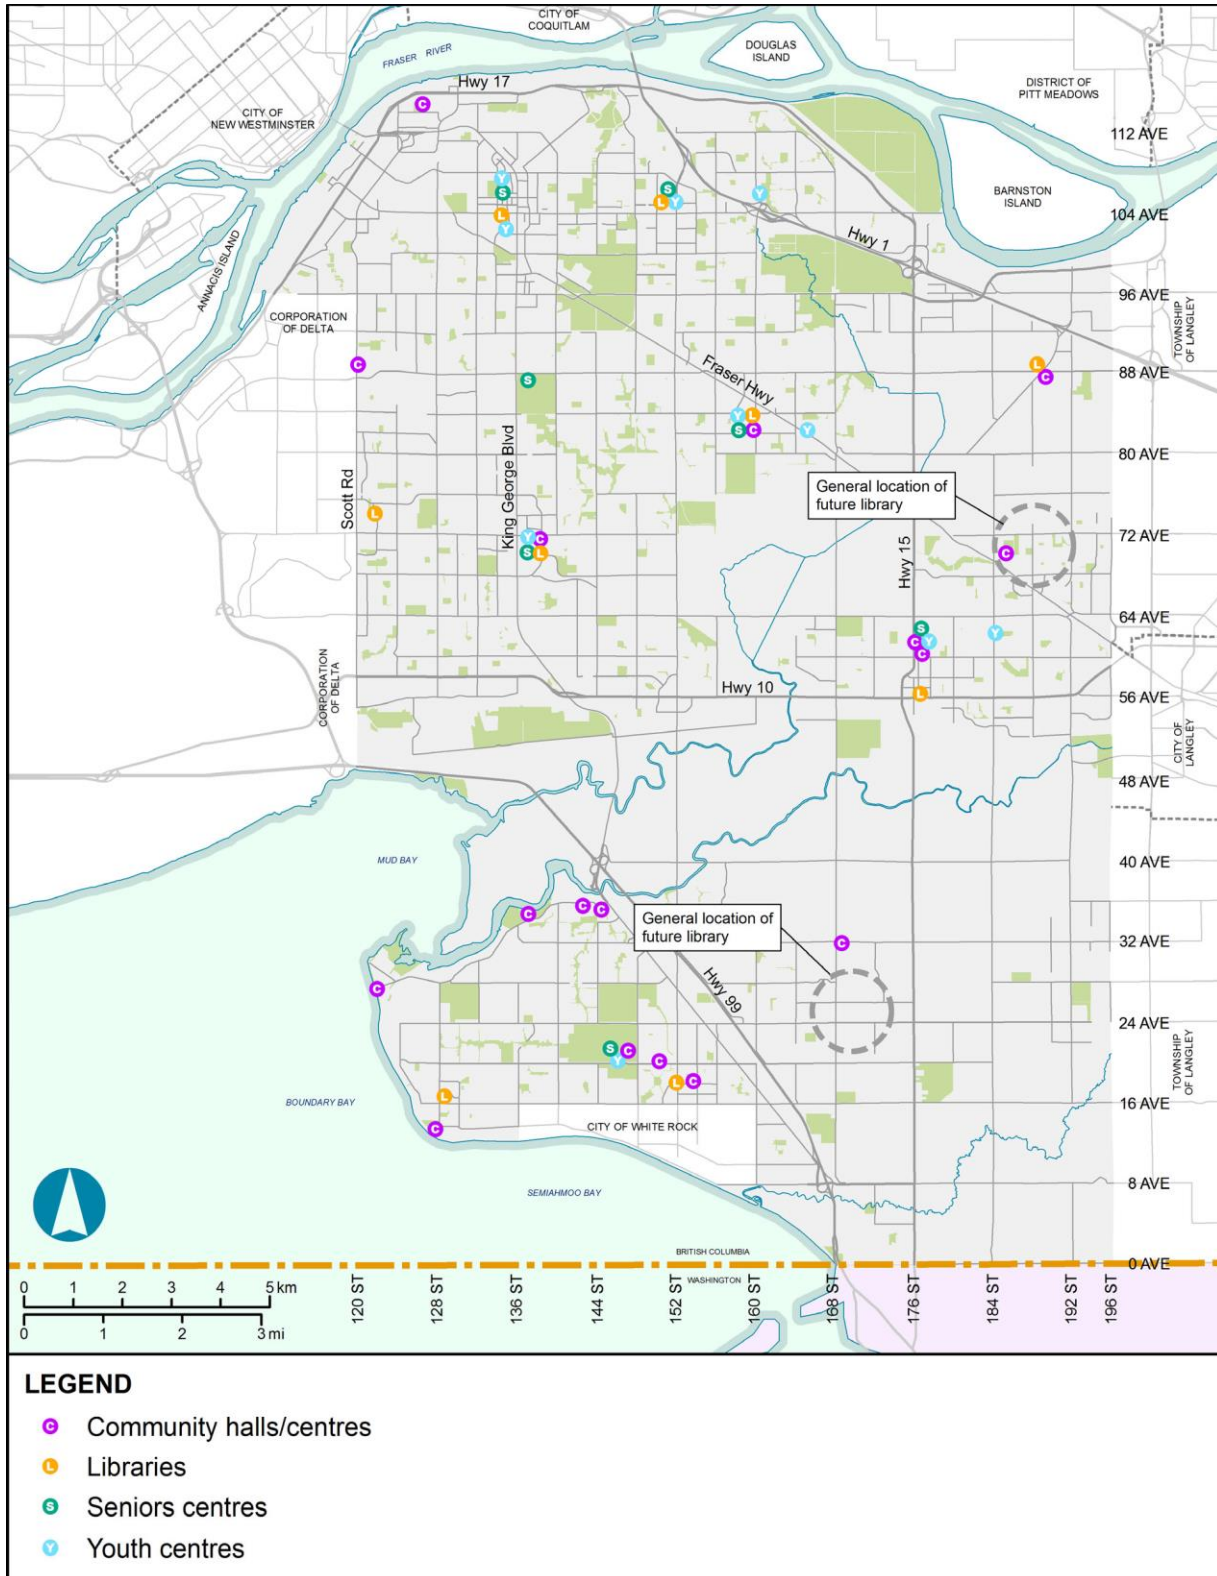 CITY OF
COQUITLAM
FRASER RIVER
DOUGLAS
ISLAND
Hwy 17
DISTRICT OF
PITT MEADOWS
C
CITY OF
NEW WESTMINSTER
112 AVE
Y
S
S
Y
BARNSTON
ISLAND
L
Y
L
104 AVE
Y
Hwy 1
ANNACIS ISLAND
96 AVE
CORPORATION
OF DELTA
TOWNSHIP
OF LANGLEY
C
L
88 AVE
C
S
Fraser Hwy
Y
L
S
C
Y
King George Blvd
80 AVE
Scott Rd
General location of
future library
L
72 AVE
Y
C
S
L
Hwy 15
C
64 AVE
S
Y
C
Y
C
CORPORATION
OF DELTA
Hwy 10
L
56 AVE
CITY OF
LANGLEY
48 AVE
MUD BAY
40 AVE
C
C
C
General location of
future library
C
32 AVE
Hwy 99
C
24 AVE
S
C
Y
C
TOWNSHIP
OF LANGLEY
L
C
L
16 AVE
BOUNDARY BAY
C
CITY OF WHITE ROCK
SEMIAHMOO BAY
8 AVE
BRITISH COLUMBIA
0 AVE
WASHINGTON
0 1 2 3 4 5 km
0 1 2 3 mi
120 ST
128 ST
136 ST
144 ST
152 ST
160 ST
168 ST
176 ST
184 ST
192 ST
196 ST
LEGEND
C Community halls/centres
L Libraries
S Seniors centres
Y Youth centres